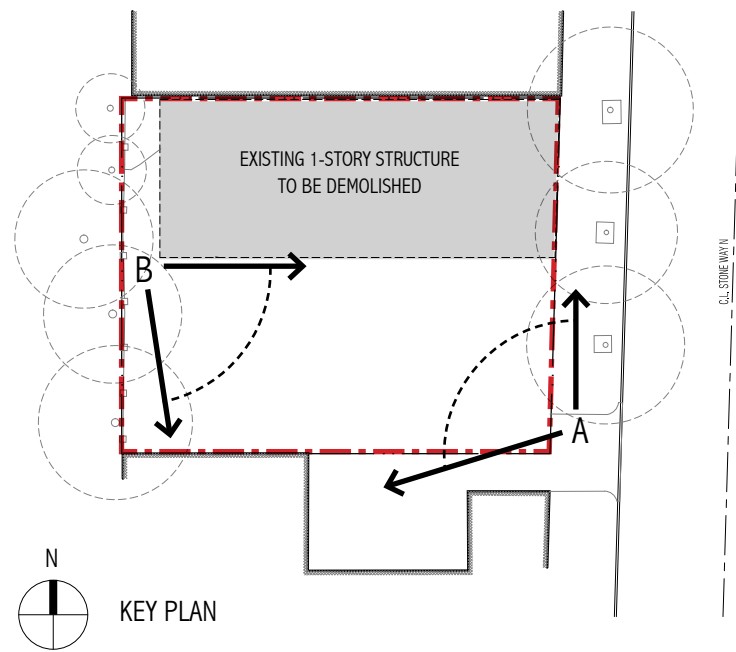 EXISTING 1-STORY STRUCTURE
TO BE DEMOLISHED
B
C.L. STONE WAY N
A
N
KEY PLAN